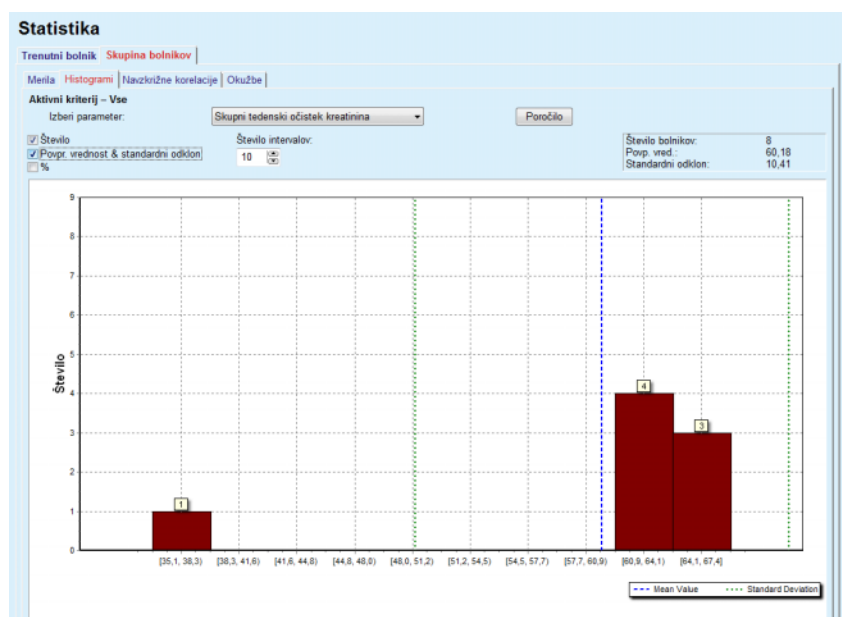 Statistika
Trenutni bolnik Skupina bolnikov
Merila Histogrami Navzkrižne korelacije Okužbe
Aktivni kriterij – Vse
Izberi parameter: Skupni tedenski očistek kreatinina Poročilo
Število Število intervalov: Število bolnikov: 8
Povpr. vrednost & standardni odklon 10 Povp. vred.: 60,18
% Standardni odklon: 10,41
9
8
7
6
5
Število
4
4
3
3
2
1
1
0
[35,1, 38,3) [38,3, 41,6) [41,6, 44,8) [44,8, 48,0) [48,0, 51,2) [51,2, 54,5) [54,5, 57,7) [57,7, 60,9) [60,9, 64,1) [64,1, 67,4]
Mean Value Standard Deviation